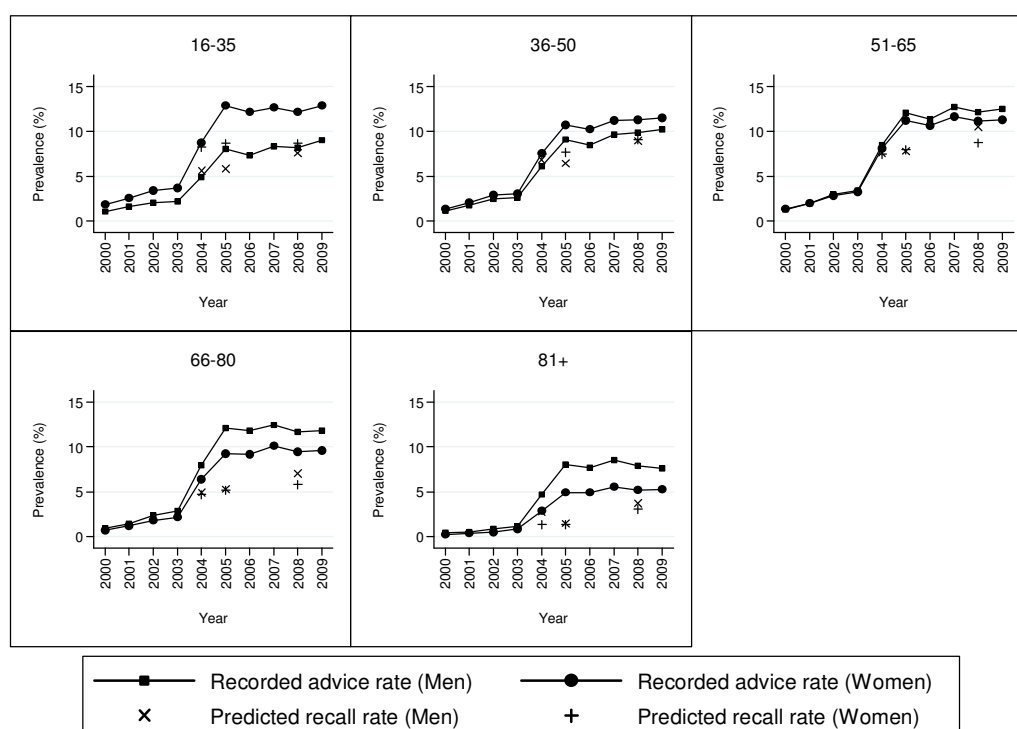 16-35
36-50
51-65
Prevalence (%)
15
10
5
0
2000 2001 2002 2003 2004 2005 2006 2007 2008 2009
Year
Prevalence (%)
15
10
5
0
2000 2001 2002 2003 2004 2005 2006 2007 2008 2009
Year
Prevalence (%)
15
10
5
0
2000 2001 2002 2003 2004 2005 2006 2007 2008 2009
Year
66-80
81+
Prevalence (%)
15
10
5
0
2000 2001 2002 2003 2004 2005 2006 2007 2008 2009
Year
Prevalence (%)
15
10
5
0
2000 2001 2002 2003 2004 2005 2006 2007 2008 2009
Year
Recorded advice rate (Men)
Recorded advice rate (Women)
Predicted recall rate (Men)
Predicted recall rate (Women)